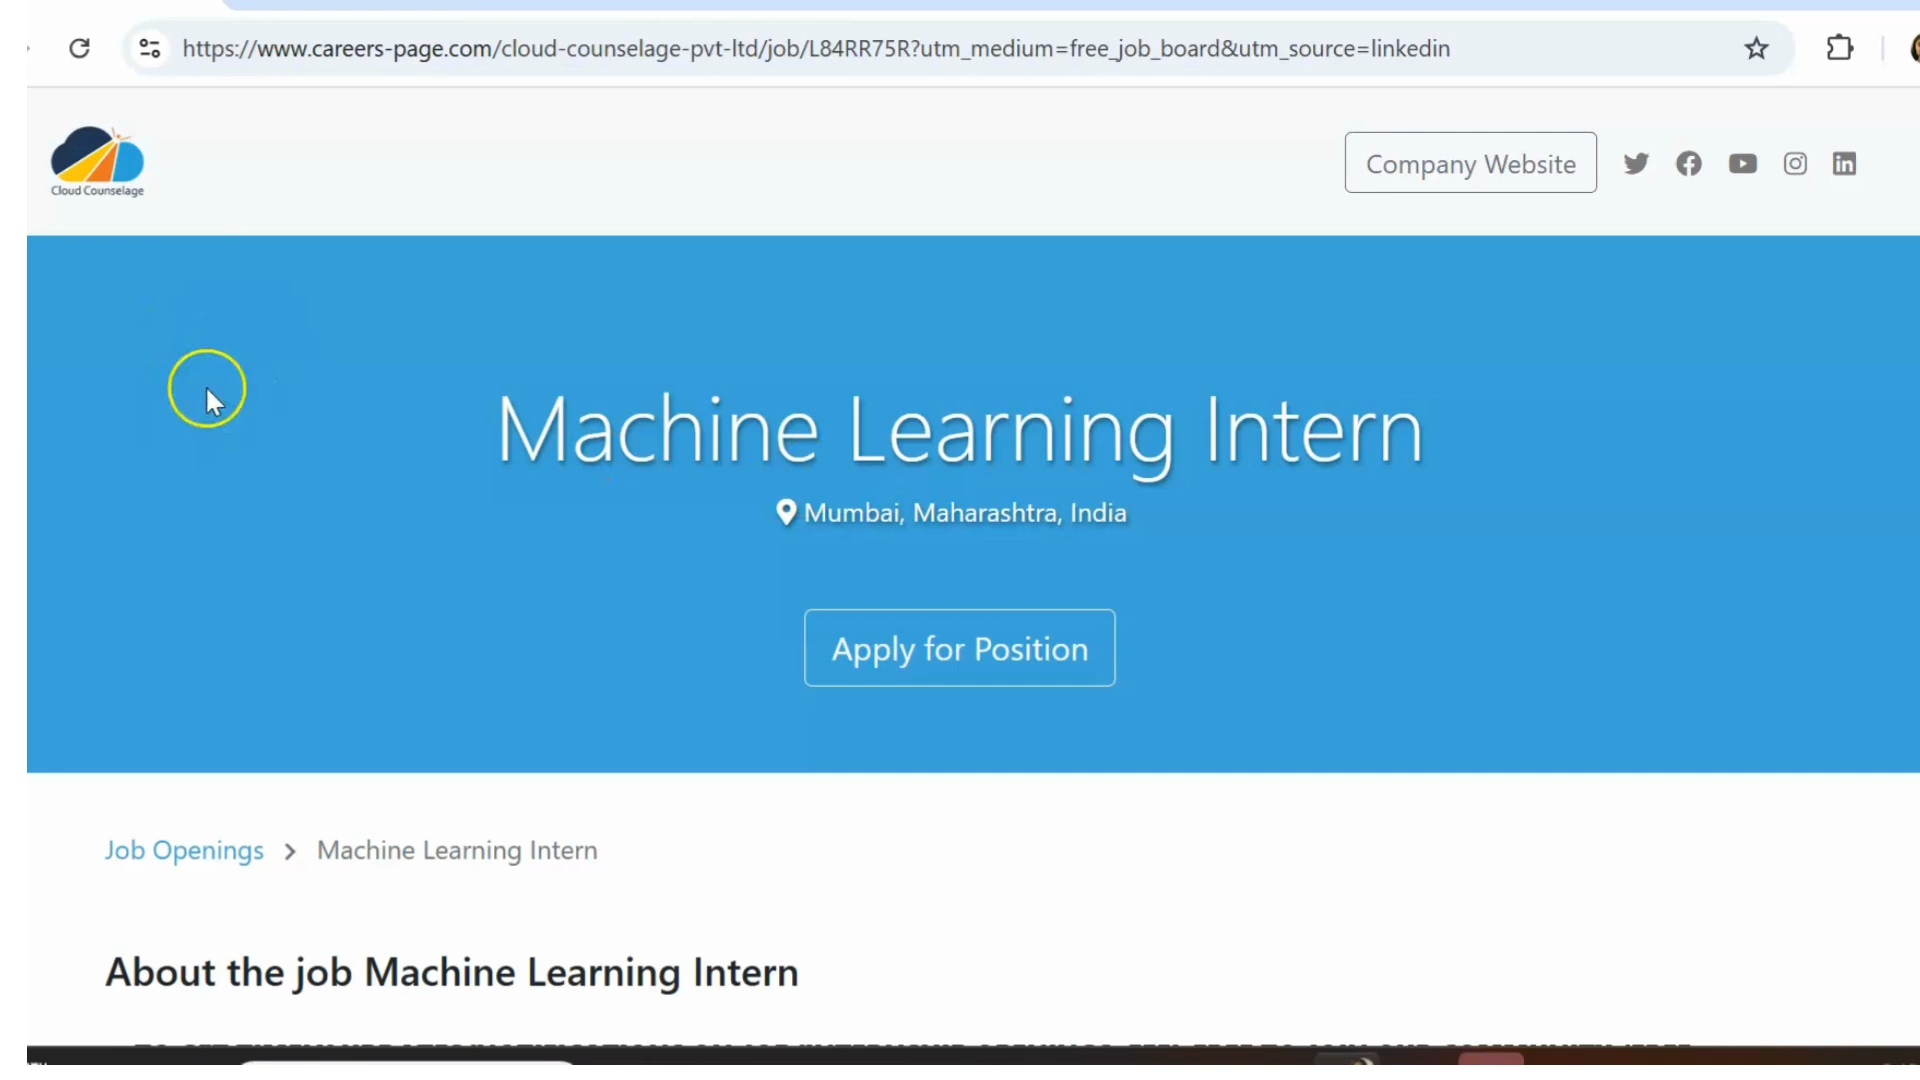 https://www.careers-page.com/cloud-counselage-pvt-ltd/job/L84RR75R?utm_medium=free_job_board&utm_source=linkedin
Cloud Counselage
Company Website
Machine Learning Intern
Mumbai, Maharashtra, India
Apply for Position
Job Openings > Machine Learning Intern
About the job Machine Learning Intern